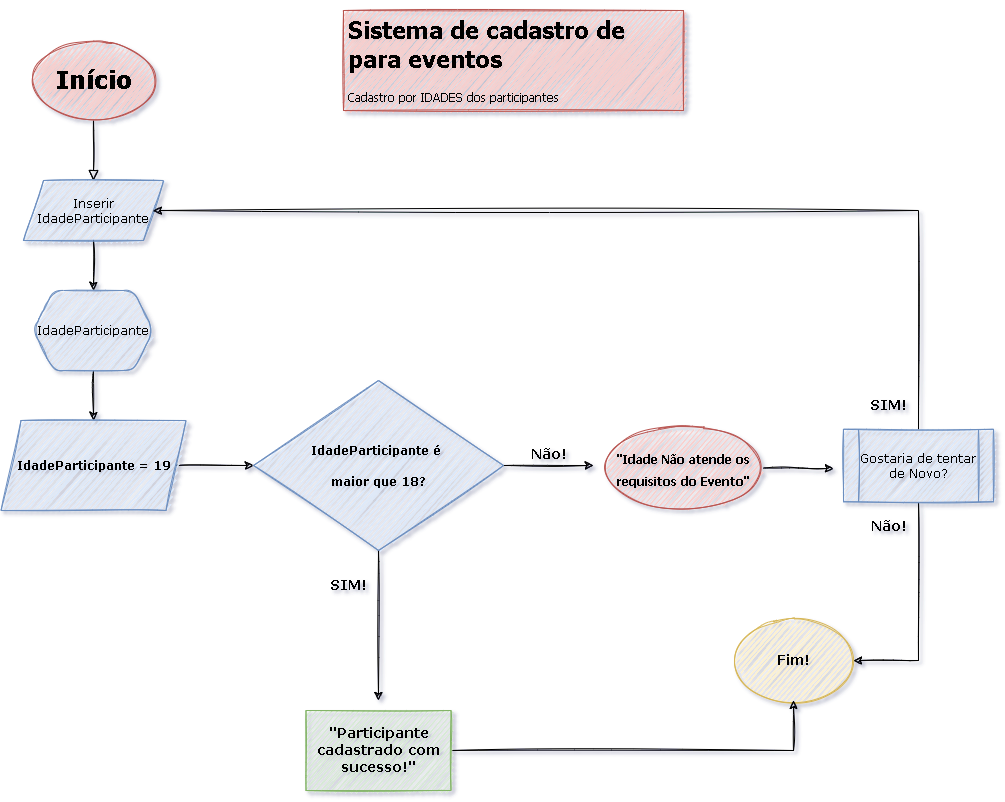 Sistema de cadastro de
para eventos
Cadastro por IDADES dos participantes
Início
Inserir
IdadeParticipante
IdadeParticipante
IdadeParticipante = 19
IdadeParticipante é
maior que 18?
Não!
"Idade Não atende os
requisitos do Evento"
SIM!
Gostaria de tentar
de Novo?
Não!
SIM!
Fim!
"Participante
cadastrado com
sucesso!"